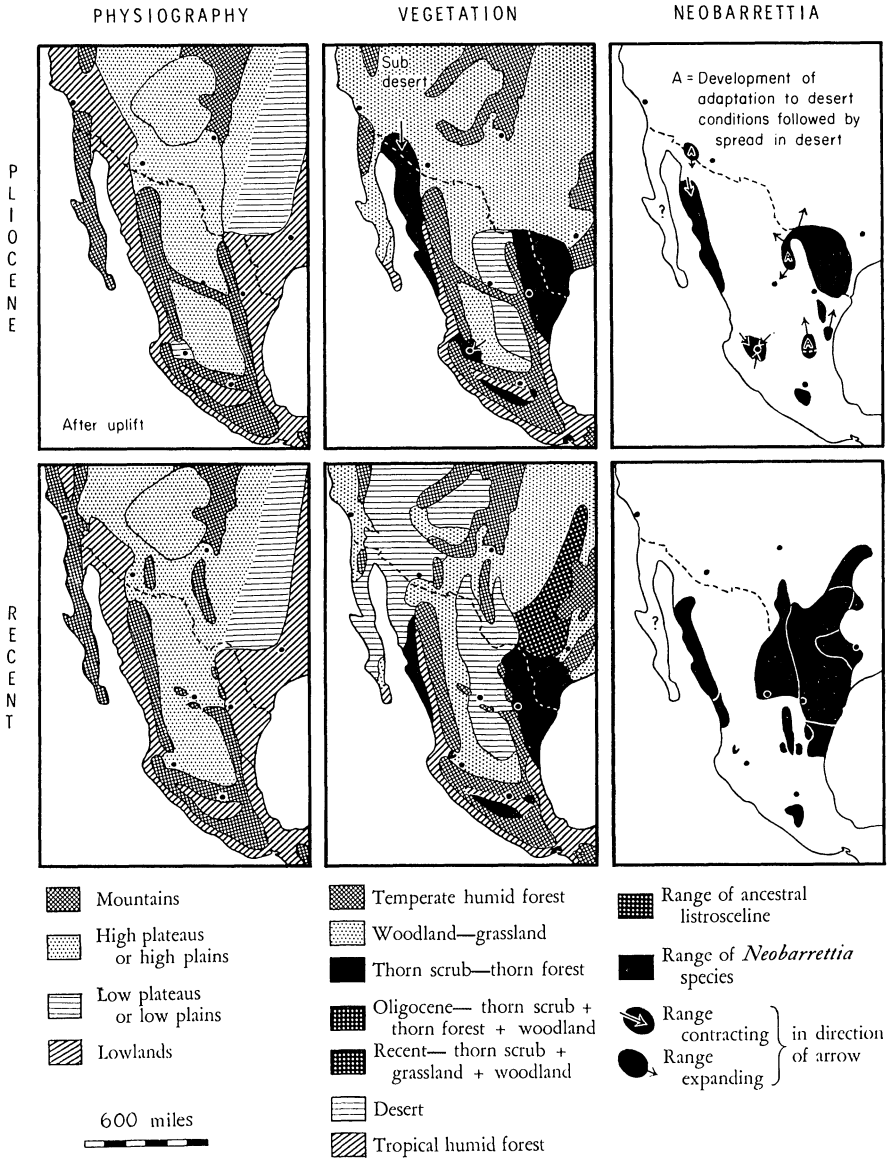 PHYSIOGRAPHY
VEGETATION
NEOBARRETTIA
PLIOCENE
After uplift
Sub
desert
A = Development of
adaptation to desert
conditions followed by
spread in desert
A
?
A
A
RECENT
?
Mountains
High plateaus
or high plains
Low plateaus
or low plains
Lowlands
600 miles
Temperate humid forest
Woodland—grassland
Thorn scrub—thorn forest
Oligocene— thorn scrub +
thorn forest + woodland
Recent— thorn scrub +
grassland + woodland
Desert
Tropical humid forest
Range of ancestral
listrosceline
Range of Neobarrettia
species
Range
contracting
Range
expanding
in direction
of arrow